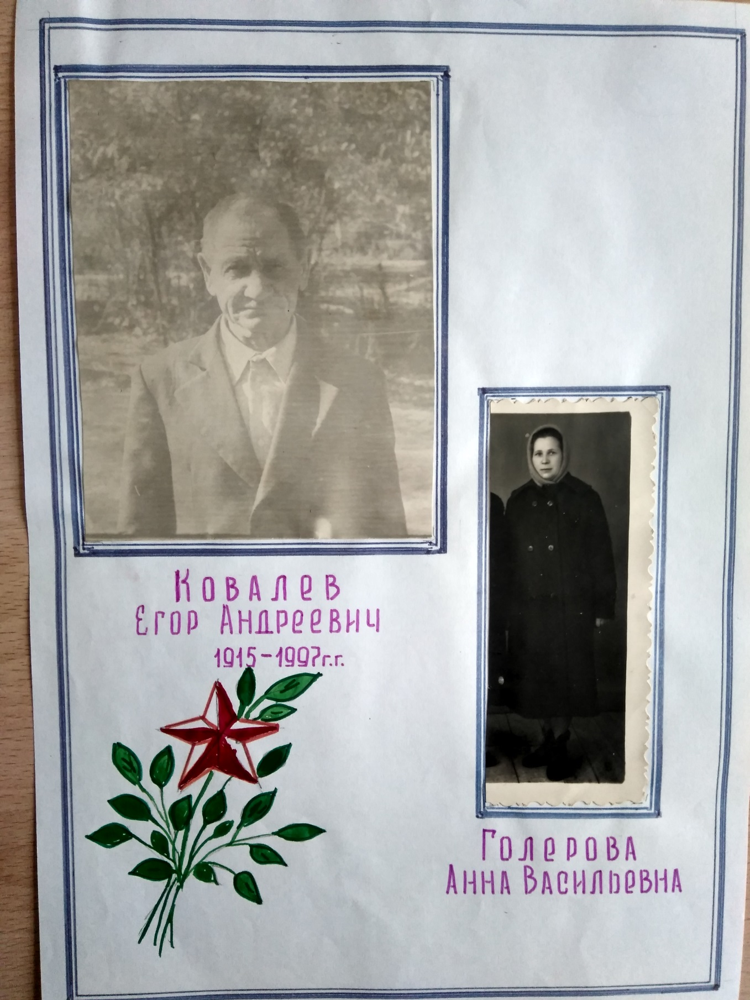 Ковалев
Егор Андреевич
1915-1997г.г.
Голерова
Анна Васильевна